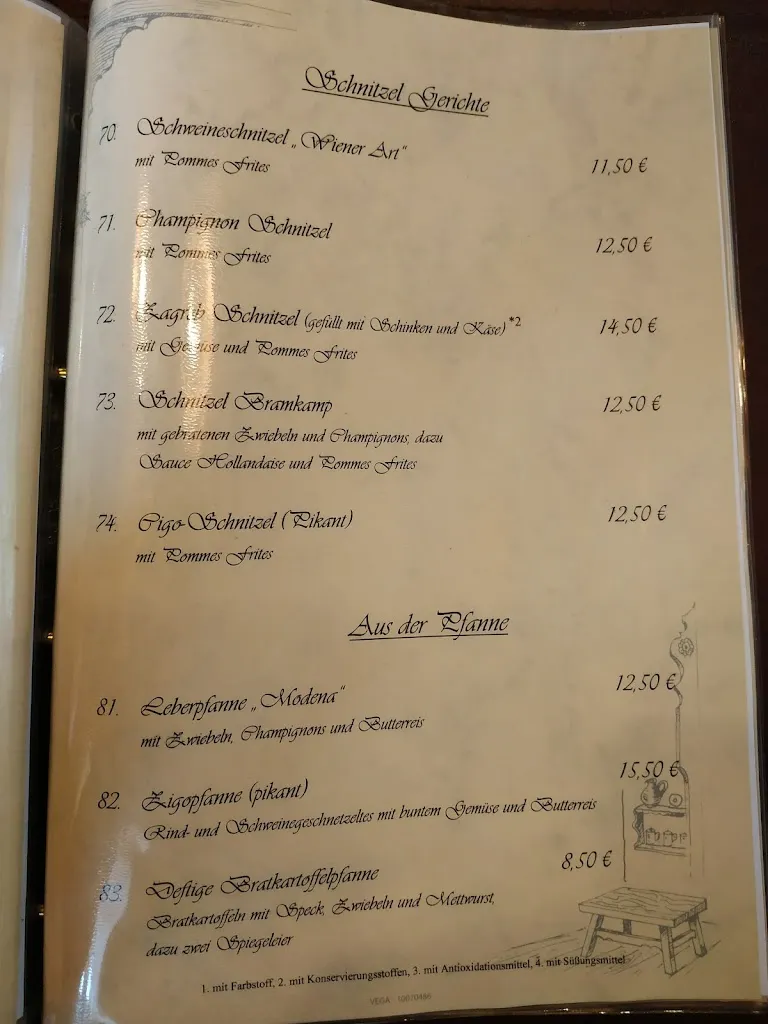 Schnitzel Gerichte
70. Schweineschnitzel „Wiener Art“
mit Pommes Frites 11,50 €
71. Champignon Schnitzel
mit Pommes Frites 12,50 €
72. Zagreb Schnitzel (gefüllt mit Schinken und Käse) *2 14,50 €
mit Gemüse und Pommes Frites
73. Schnitzel Bramkamp 12,50 €
mit gebratenen Zwiebeln und Champignons, dazu
Sauce Hollandaise und Pommes Frites
74. Cigo-Schnitzel (Pikant) 12,50 €
mit Pommes Frites
Aus der Pfanne
81. Leberpfanne „Modena“ 12,50 €
mit Zwiebeln, Champignons und Butterreis
82. Zigopfanne (pikant) 15,50 €
Rind- und Schweinegeschnetzeltes mit buntem Gemüse und Butterreis
83. Deftige Bratkartoffelpfanne 8,50 €
Bratkartoffeln mit Speck, Zwiebeln und Mettwurst,
dazu zwei Spiegeleier
1. mit Farbstoff, 2. mit Konservierungsstoffen, 3. mit Antioxidationsmittel, 4. mit Süßungsmittel
VEGA